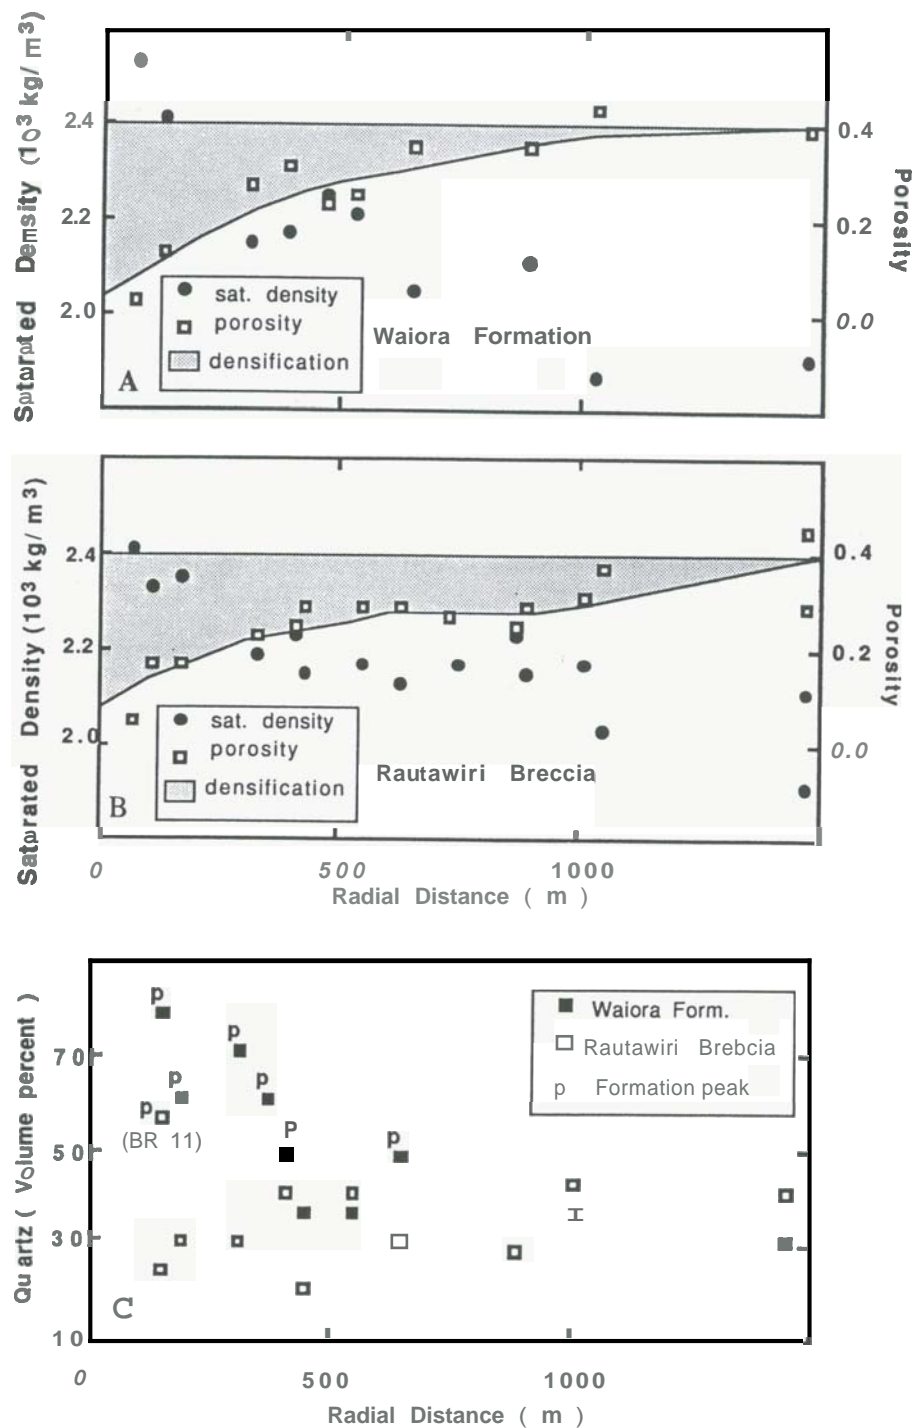 Saturated Density (10³ kg/m³)
2.4
2.2
2.0
0.4
0.2
0.0
Porosity
sat. density
porosity
densification
A
Waiora Formation
Saturated Density (10³ kg/m³)
2.4
2.2
2.0
0.4
0.2
0.0
Porosity
sat. density
porosity
densification
B
Rautawiri Breccia
0
500
1000
Radial Distance ( m )
Quartz ( Volume percent )
70
50
30
10
p
p
p
p
p
p
p
(BR 11)
Waiora Form.
Rautawiri Brebcia
p Formation peak
C
0
500
1000
Radial Distance ( m )